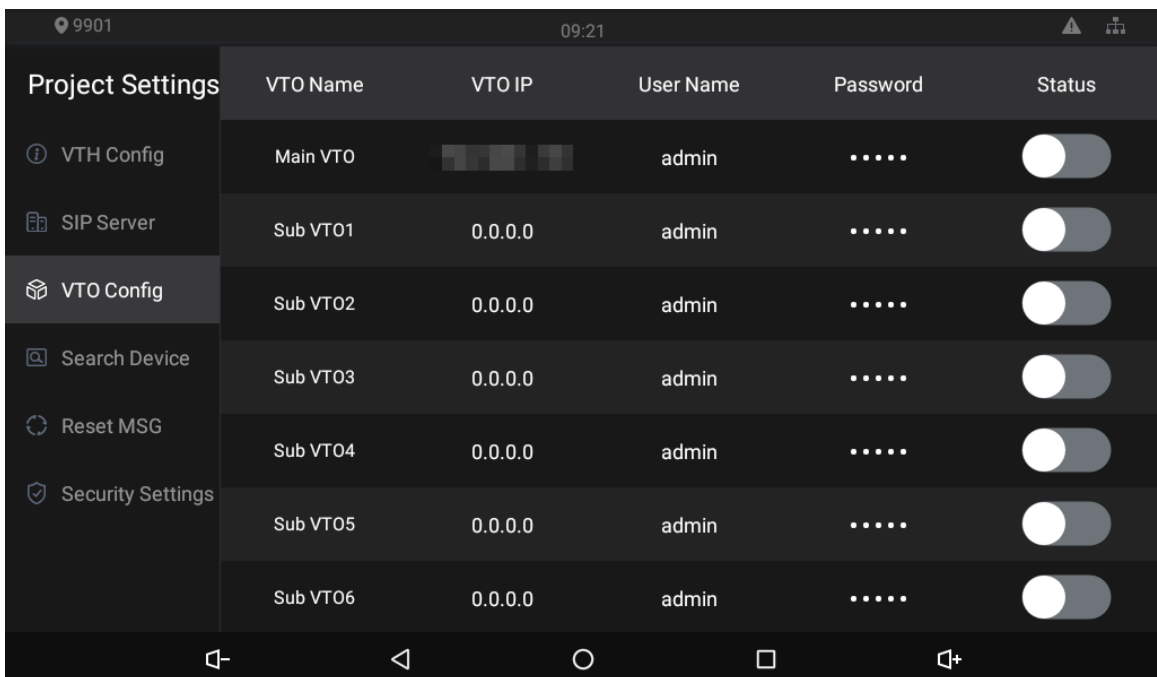 9901 09:21
Project Settings VTO Name VTO IP User Name Password Status
VTH Config Main VTO admin •••••
SIP Server Sub VTO1 0.0.0.0 admin •••••
VTO Config Sub VTO2 0.0.0.0 admin •••••
Search Device Sub VTO3 0.0.0.0 admin •••••
Reset MSG Sub VTO4 0.0.0.0 admin •••••
Security Settings Sub VTO5 0.0.0.0 admin •••••
Sub VTO6 0.0.0.0 admin •••••